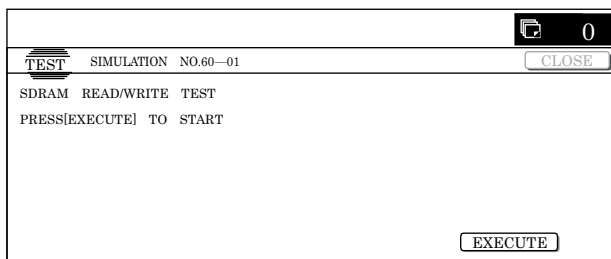 0
TEST SIMULATION NO.60—01 CLOSE
SDRAM READ/WRITE TEST
PRESS[EXECUTE] TO START
EXECUTE